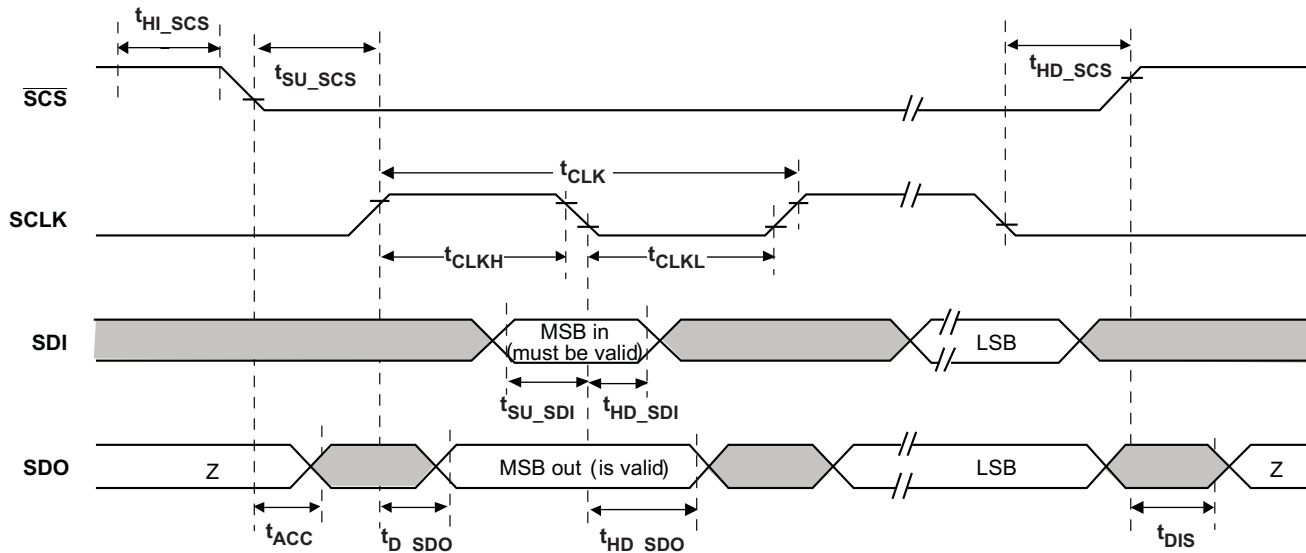 tHI_SCS
tSU_SCS
tHD_SCS
SCS
tCLK
SCLK
tCLKH
tCLKL
SDI
MSB in
(must be valid)
LSB
tSU_SDI
tHD_SDI
SDO
Z
MSB out (is valid)
LSB
Z
tACC
tD_SDO
tHD_SDO
tDIS